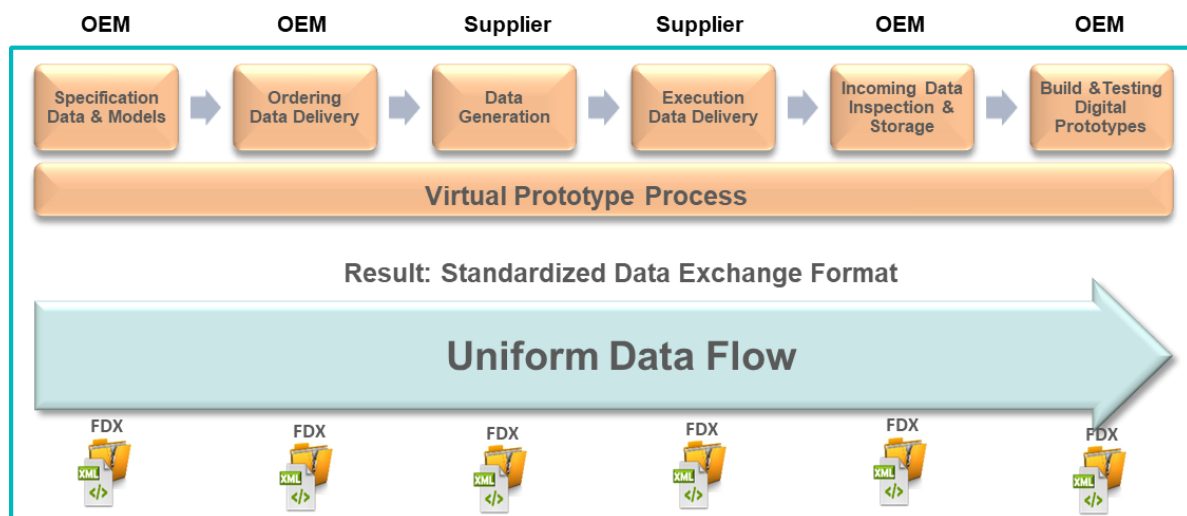 OEM OEM Supplier Supplier OEM OEM
Specification
Data & Models
Ordering
Data Delivery
Data
Generation
Execution
Data Delivery
Incoming Data
Inspection &
Storage
Build &Testing
Digital
Prototypes
Virtual Prototype Process
Result: Standardized Data Exchange Format
Uniform Data Flow
FDX FDX FDX FDX FDX FDX
XML XML XML XML XML XML
</> </> </> </> </> </>